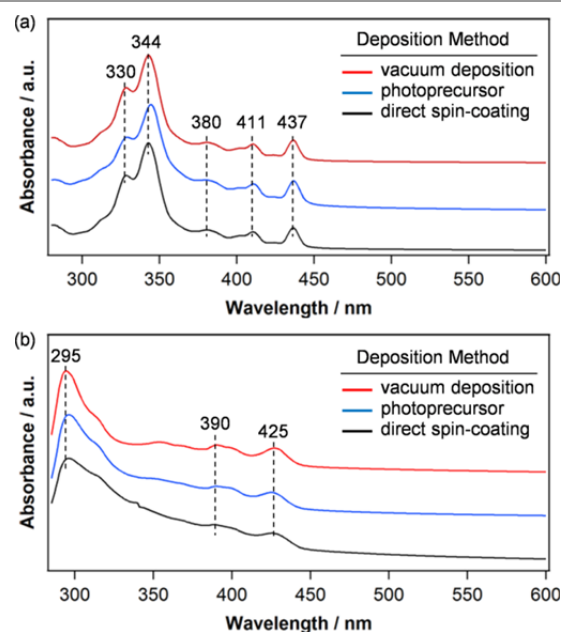 (a)
344
330
380 411 437
Deposition Method
vacuum deposition
photoprecursor
direct spin-coating
Absorbance / a.u.
300 350 400 450 500 550 600
Wavelength / nm
(b)
295
390
425
Deposition Method
vacuum deposition
photoprecursor
direct spin-coating
Absorbance / a.u.
300 350 400 450 500 550 600
Wavelength / nm